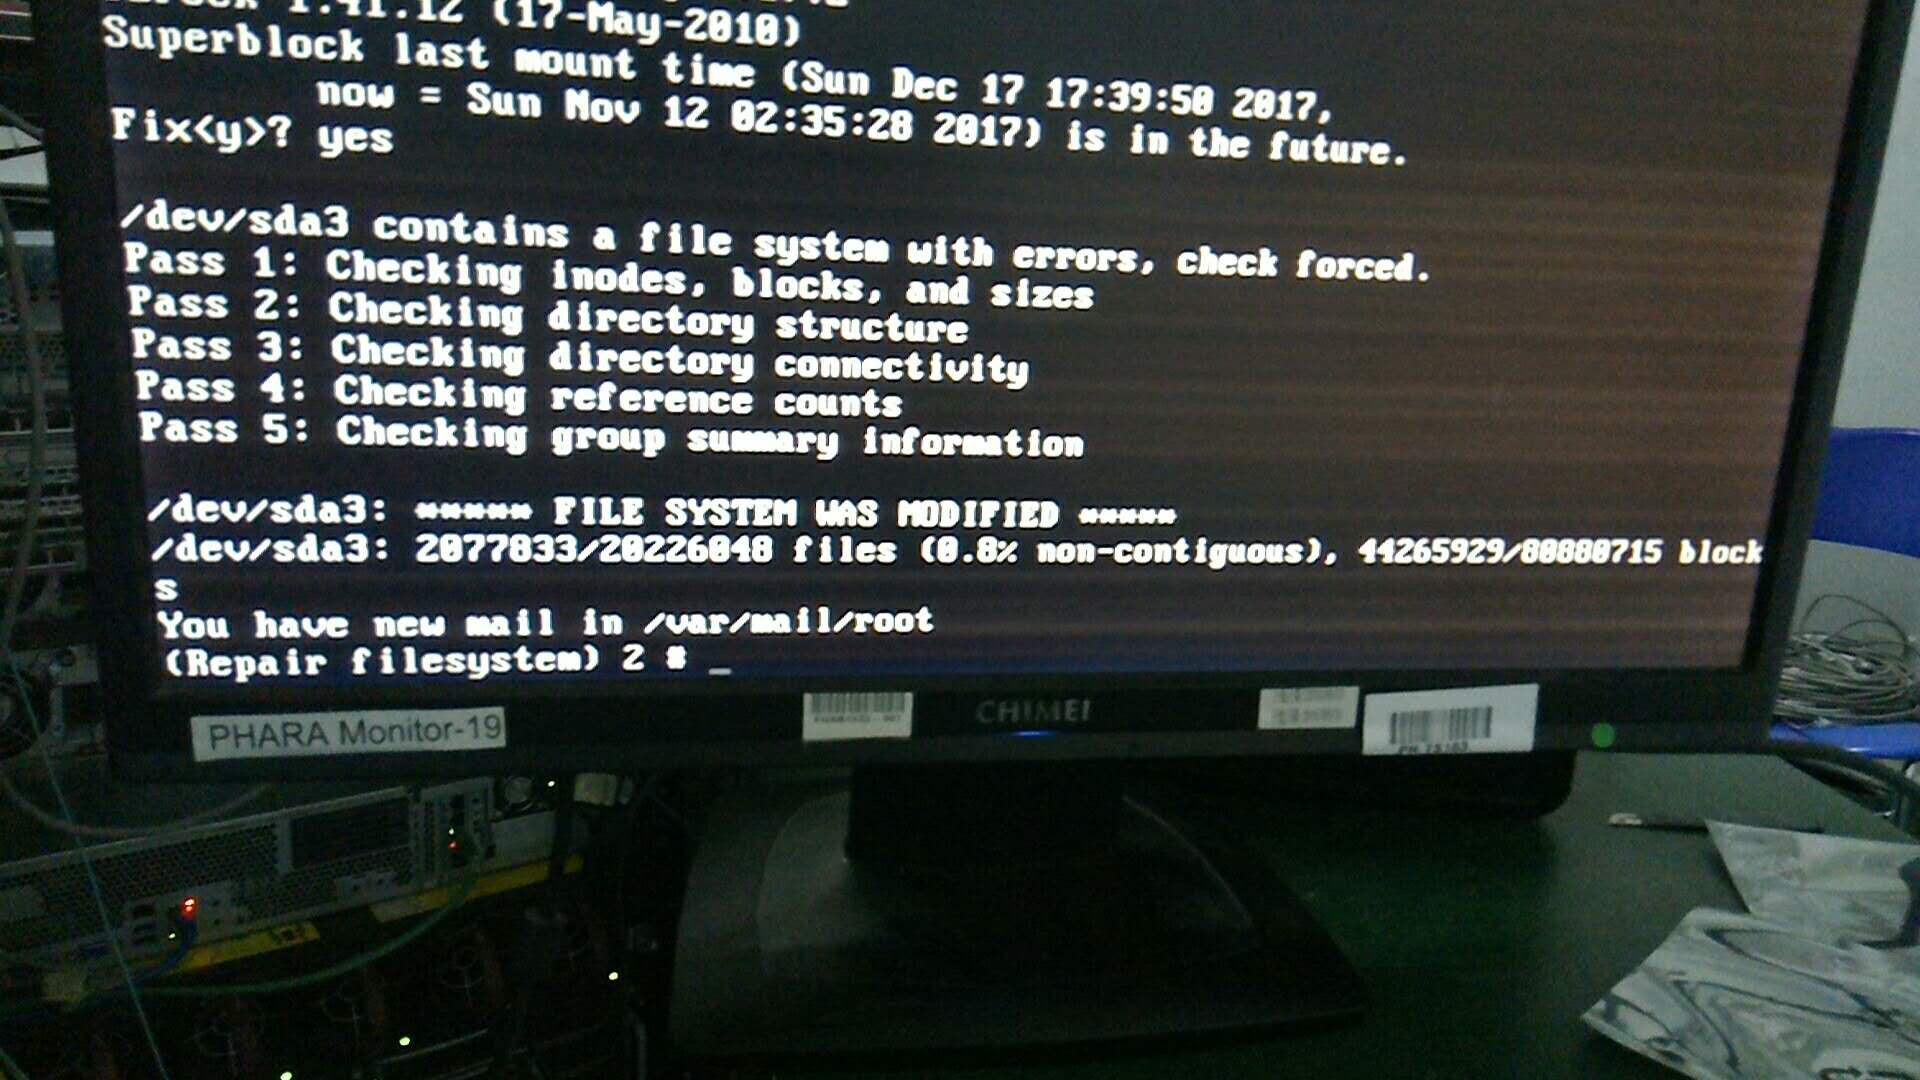 1.41.12 (17-May-2010)
Superblock last mount time (Sun Dec 17 17:39:50 2017,
now = Sun Nov 12 02:35:28 2017) is in the future.
Fix<y>? yes
/dev/sda3 contains a file system with errors, check forced.
Pass 1: Checking inodes, blocks, and sizes
Pass 2: Checking directory structure
Pass 3: Checking directory connectivity
Pass 4: Checking reference counts
Pass 5: Checking group summary information
/dev/sda3: ***** FILE SYSTEM WAS MODIFIED *****
/dev/sda3: 2077833/20226048 files (0.8% non-contiguous), 44265929/80880715 block
s
You have new mail in /var/mail/root
(Repair filesystem) 2 # _
PHARA Monitor-19
CHIMEI